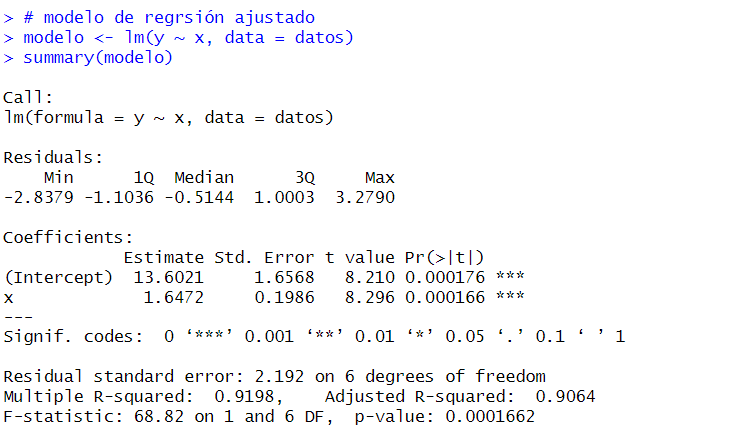 > # modelo de regrsión ajustado
> modelo <- lm(y ~ x, data = datos)
> summary(modelo)
Call:
lm(formula = y ~ x, data = datos)
Residuals:
    Min      1Q  Median      3Q     Max
-2.8379 -1.1036 -0.5144  1.0003  3.2790
Coefficients:
            Estimate Std. Error t value Pr(>|t|)
(Intercept)  13.6021     1.6568   8.210 0.000176 ***
x             1.6472     0.1986   8.296 0.000166 ***
---
Signif. codes:  0 ‘***’ 0.001 ‘**’ 0.01 ‘*’ 0.05 ‘.’ 0.1 ‘ ’ 1
Residual standard error: 2.192 on 6 degrees of freedom
Multiple R-squared:  0.9198,    Adjusted R-squared:  0.9064
F-statistic: 68.82 on 1 and 6 DF,  p-value: 0.0001662